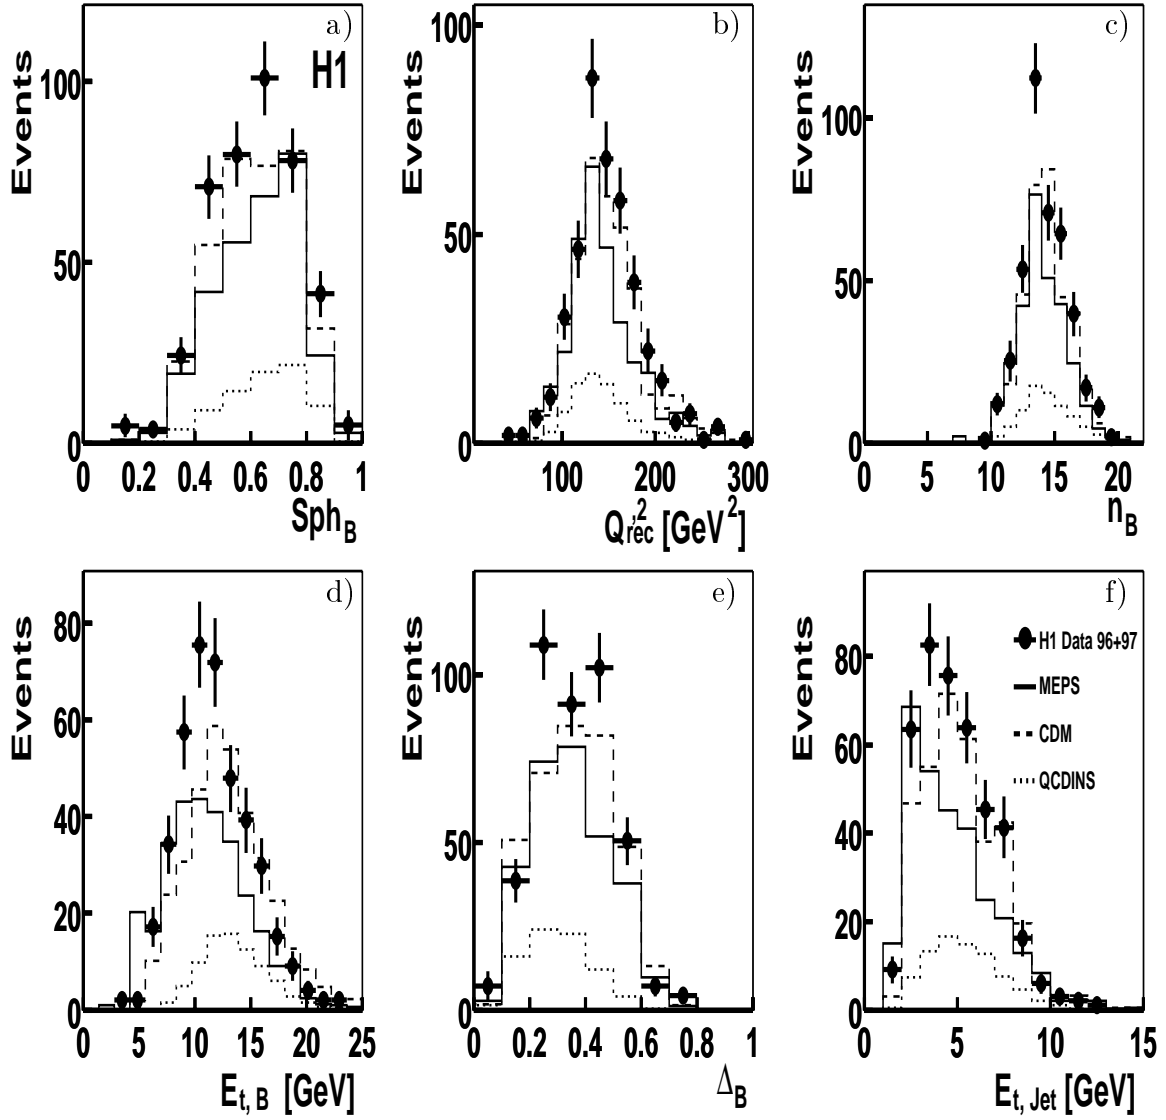 a)
H1
Events
100
50
0
0 0.2 0.4 0.6 0.8 1
Sph_B
b)
Events
100
50
0
100 200 300
Q'^2_rec [GeV^2]
c)
Events
100
50
0
0 5 10 15 20
n_B
d)
Events
80
60
40
20
0
0 5 10 15 20 25
E_t, B [GeV]
e)
Events
100
50
0
0 0.2 0.4 0.6 0.8 1
Δ_B
f)
Events
80
60
40
20
0
H1 Data 96+97
MEPS
CDM
QCDINS
0 5 10 15
E_t, Jet [GeV]